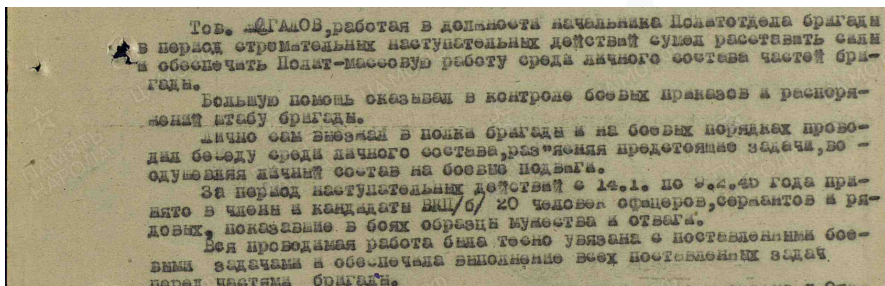 Тов. ЖГАЛОВ, работая в должности начальника Политотдела бригады
в период стремительных наступательных действий сумел расставить силы
и обеспечить Полит-массовую работу среди личного состава частей бри-
гады.
Большую помощь оказывал в контроле боевых приказов и распоря-
жений штабу бригады.
Лично сам выезжал в полки бригады и на боевых порядках прово-
дил беседу среди личного состава, раз"ясняя предстоящие задачи, во -
одушевляя личный состав на боевые подвиги.
За период наступательных действий с 14.1. по 9.2.45 года при-
нято в члены и кандидаты ВКП/б/ 20 человек офицеров, сержантов и ря-
довых, показавшие в боях образцы мужества и отваги.
Вся проводимая работа была тесно увязана с поставленными бое-
выми задачами и обеспечила выполнение всех поставленных задач
перед частями бригады.